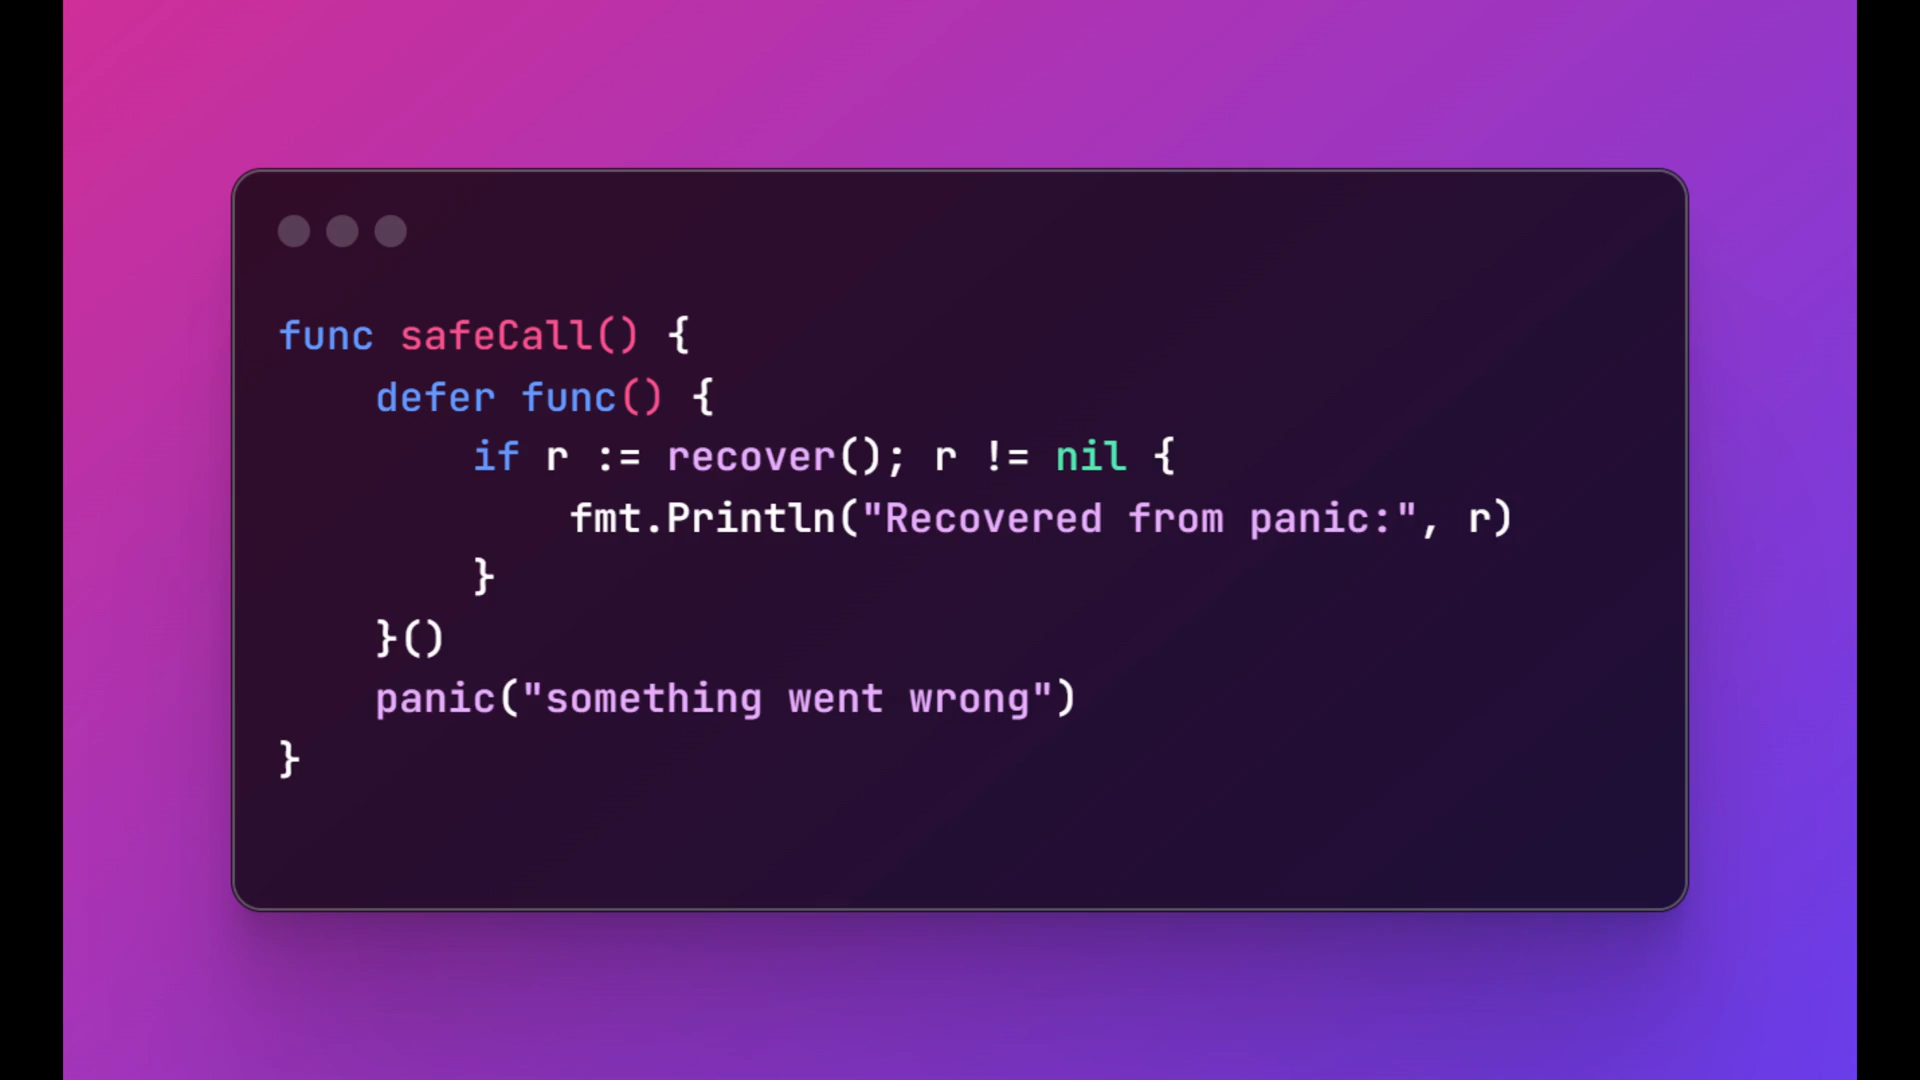 func safeCall() {
    defer func() {
        if r := recover(); r != nil {
            fmt.Println("Recovered from panic:", r)
        }
    }()
    panic("something went wrong")
}